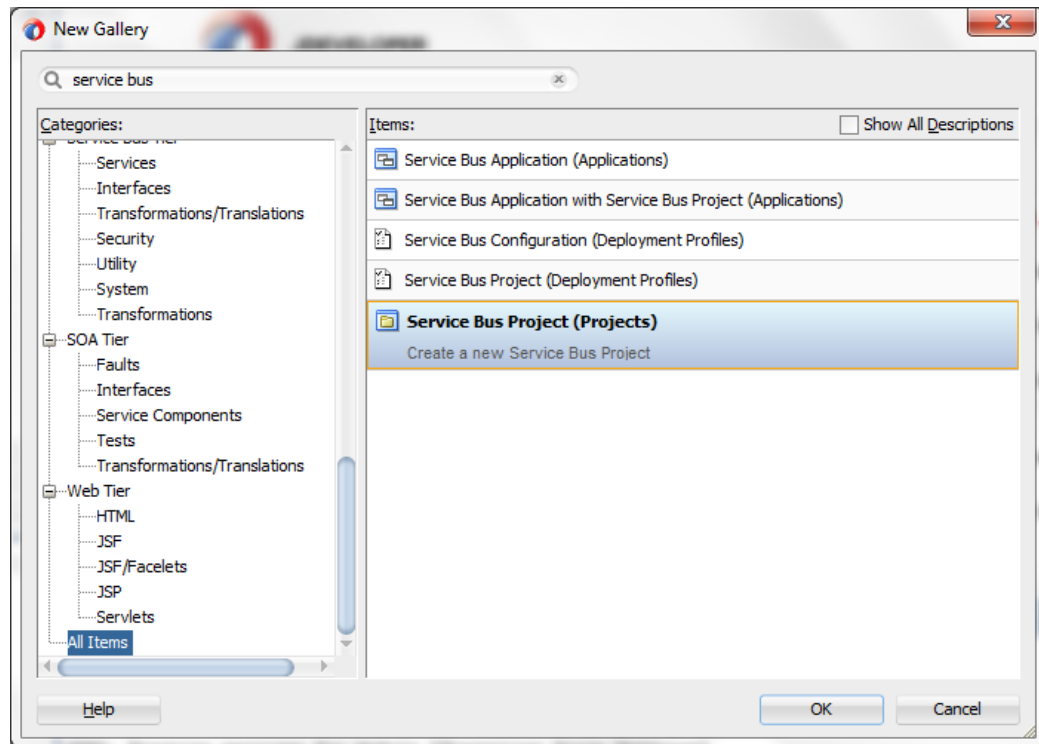 New Gallery
service bus
Categories:
Service Bus Tier
Services
Interfaces
Transformations/Translations
Security
Utility
System
Transformations
SOA Tier
Faults
Interfaces
Service Components
Tests
Transformations/Translations
Web Tier
HTML
JSF
JSF/Facelets
JSP
Servlets
All Items
Items:
Show All Descriptions
Service Bus Application (Applications)
Service Bus Application with Service Bus Project (Applications)
Service Bus Configuration (Deployment Profiles)
Service Bus Project (Deployment Profiles)
Service Bus Project (Projects)
Create a new Service Bus Project
Help
OK
Cancel